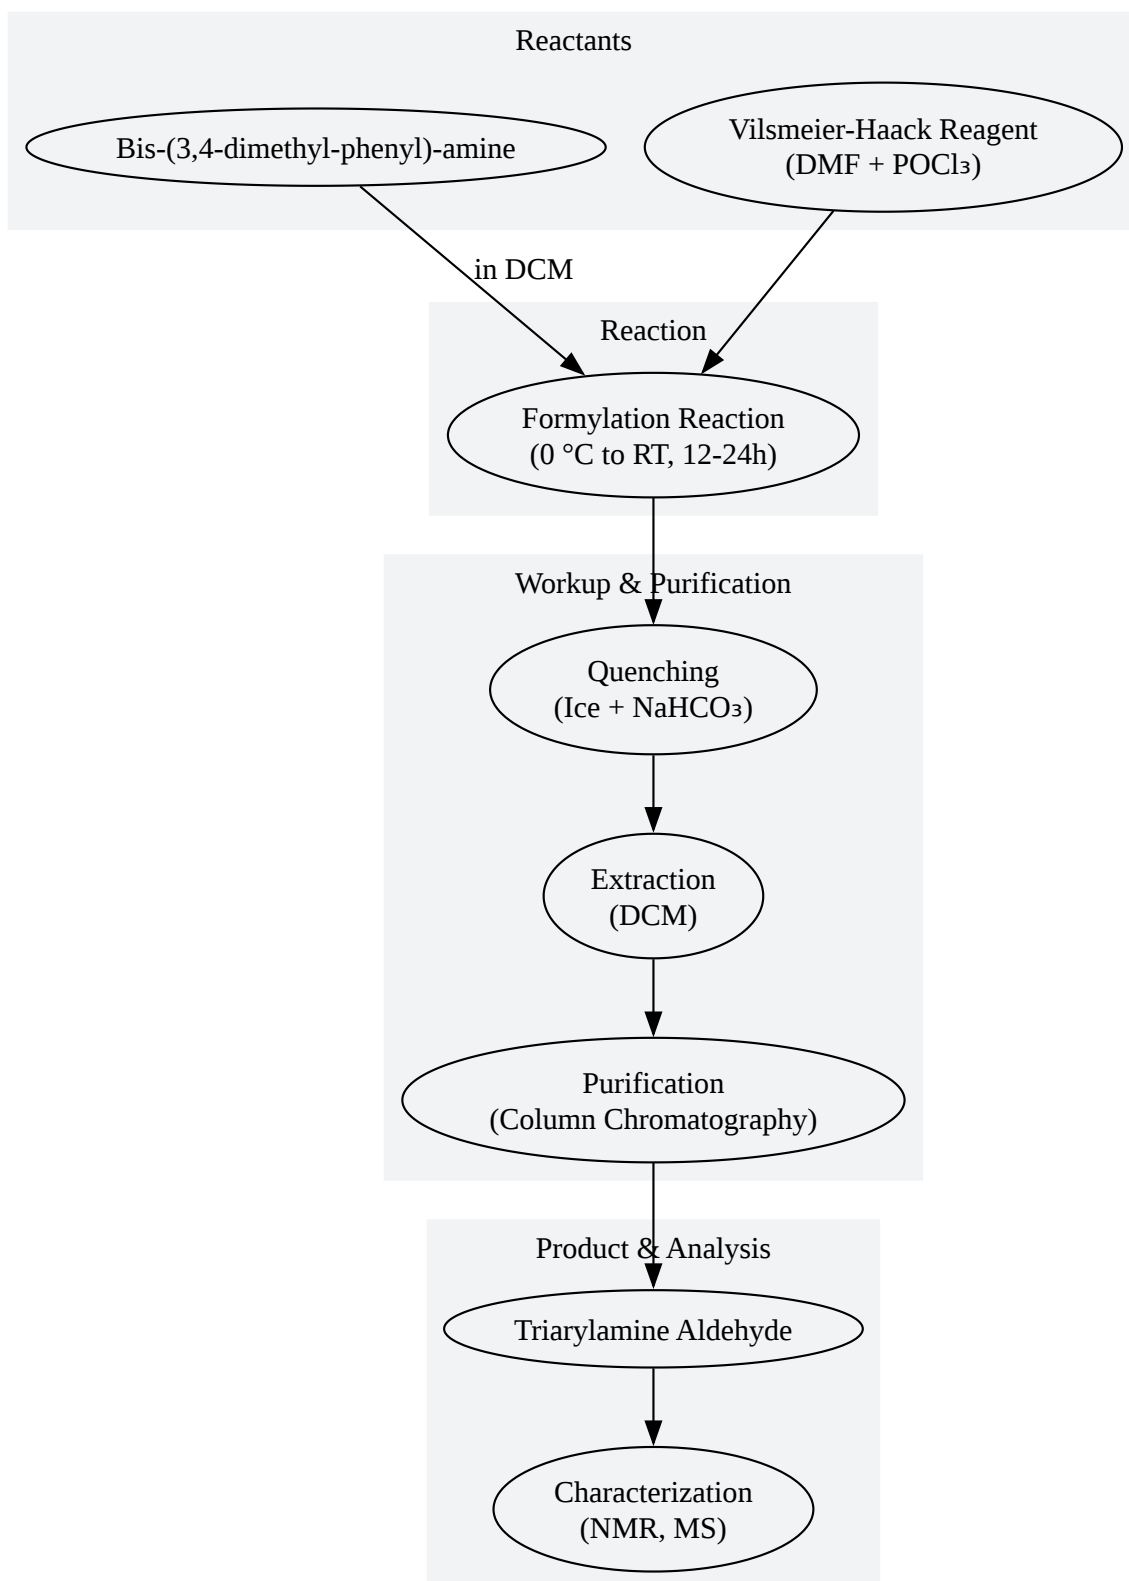 Reactants
Bis-(3,4-dimethyl-phenyl)-amine
Vilsmeier-Haack Reagent
(DMF + POCl₃)
in DCM
Reaction
Formylation Reaction
(0 °C to RT, 12-24h)
Workup & Purification
Quenching
(Ice + NaHCO₃)
Extraction
(DCM)
Purification
(Column Chromatography)
Product & Analysis
Triarylamine Aldehyde
Characterization
(NMR, MS)